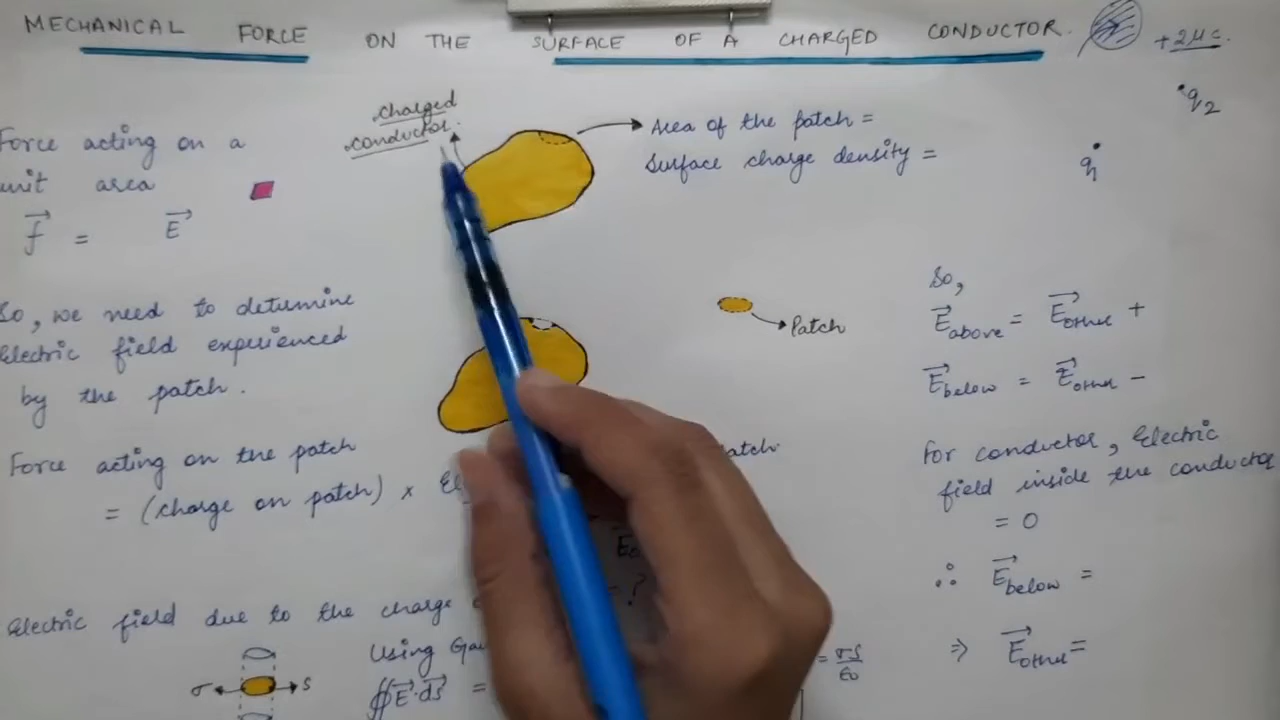 MECHANICAL FORCE ON THE SURFACE OF A CHARGED CONDUCTOR.
+2μc.
q2
q1
charged
conductor.
Force acting on a
unit area
f = E
Area of the patch =
Surface charge density =
So, we need to determine
Electric field experienced
by the patch.
Patch
So,
E above = E other +
E below = E other -
Force acting on the patch
= (charge on patch) ×
patch.
= ?
For conductor, Electric
field inside the conductor
= 0
∴ E below =
⇒ E other =
Electric field due to the charge
Using
∯ E . ds =
= σS/ε0
σ
S